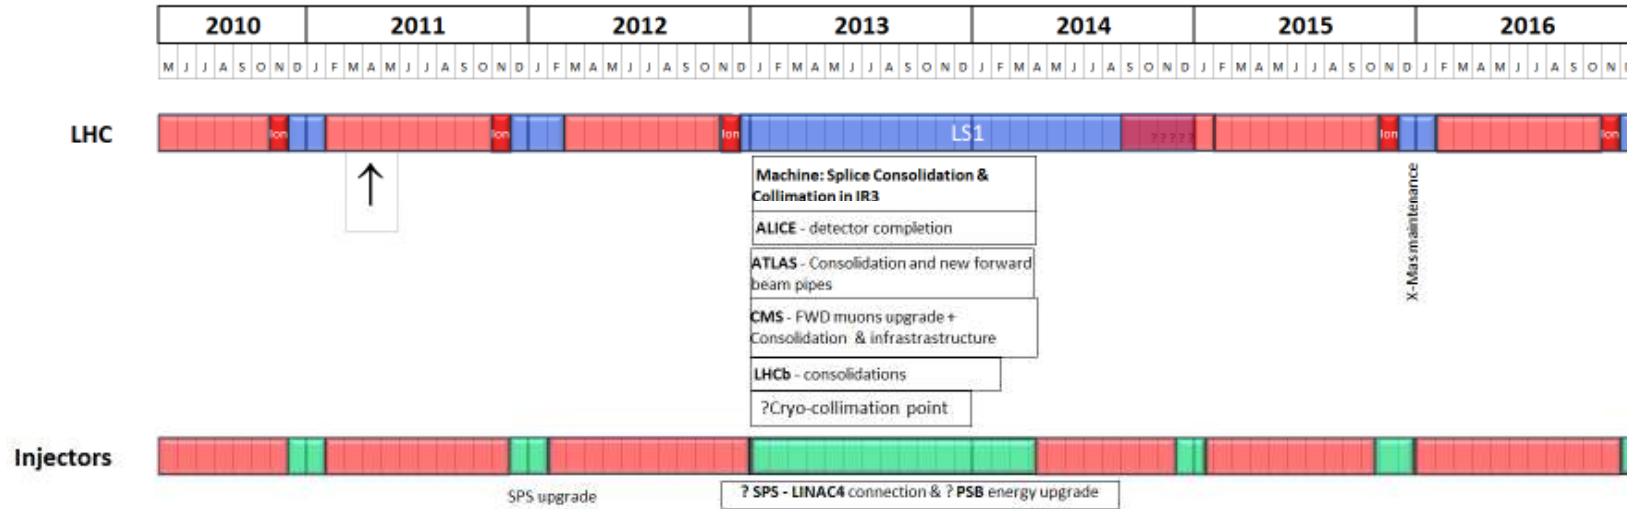 2010 2011 2012 2013 2014 2015 2016
M J J A S O N D J F M A M J J A S O N D J F M A M J J A S O N D J F M A M J J A S O N D J F M A M J J A S O N D J F M A M J J A S O N D J F M A M J J A S O N D
LHC Ion Ion Ion LS1 ????? Ion Ion
↑
Machine: Splice Consolidation &
Collimation in IR3
ALICE - detector completion
ATLAS - Consolidation and new forward
beam pipes
CMS - FWD muons upgrade +
Consolidation & infrastrastructure
LHCb - consolidations
?Cryo-collimation point
X-Mas maintenance
Injectors
SPS upgrade
? SPS - LINAC4 connection & ? PSB energy upgrade